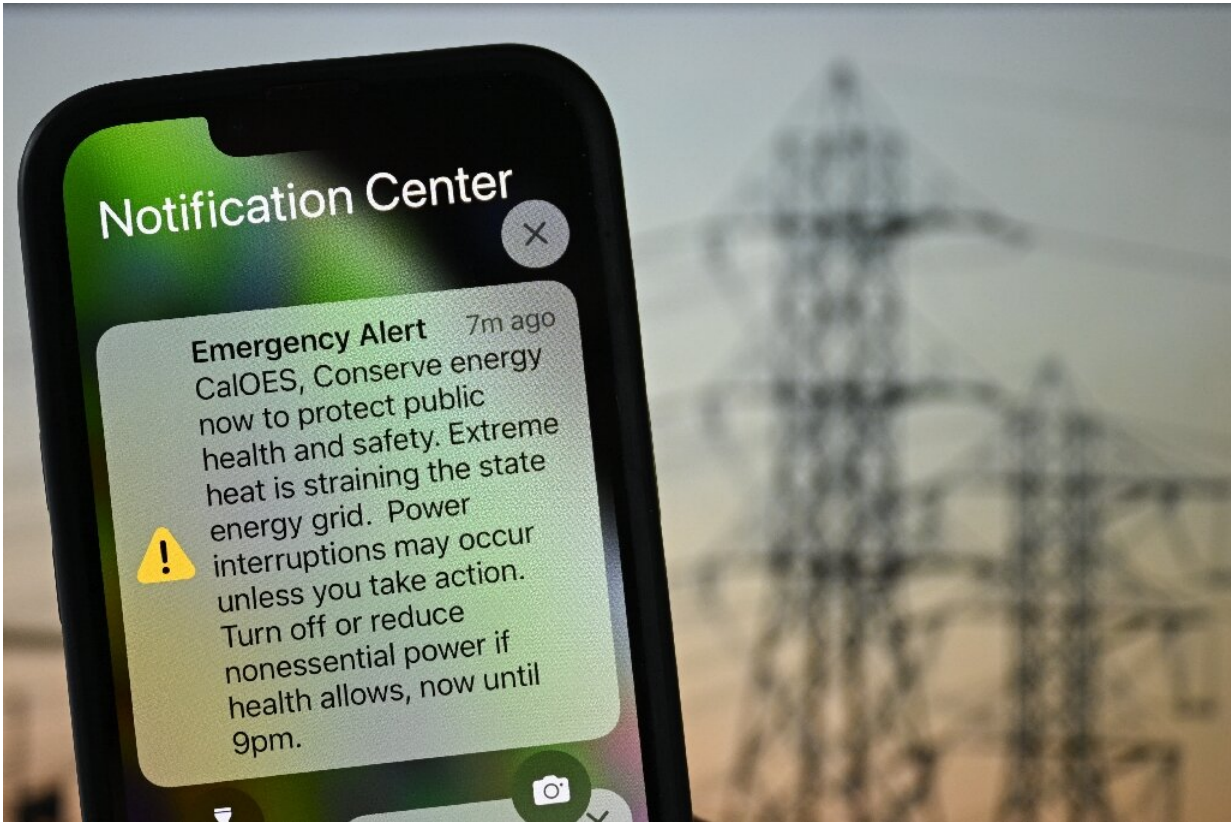 Notification Center
Emergency Alert 7m ago
CalOES, Conserve energy
now to protect public
health and safety. Extreme
heat is straining the state
energy grid.  Power
interruptions may occur
unless you take action.
Turn off or reduce
nonessential power if
health allows, now until
9pm.